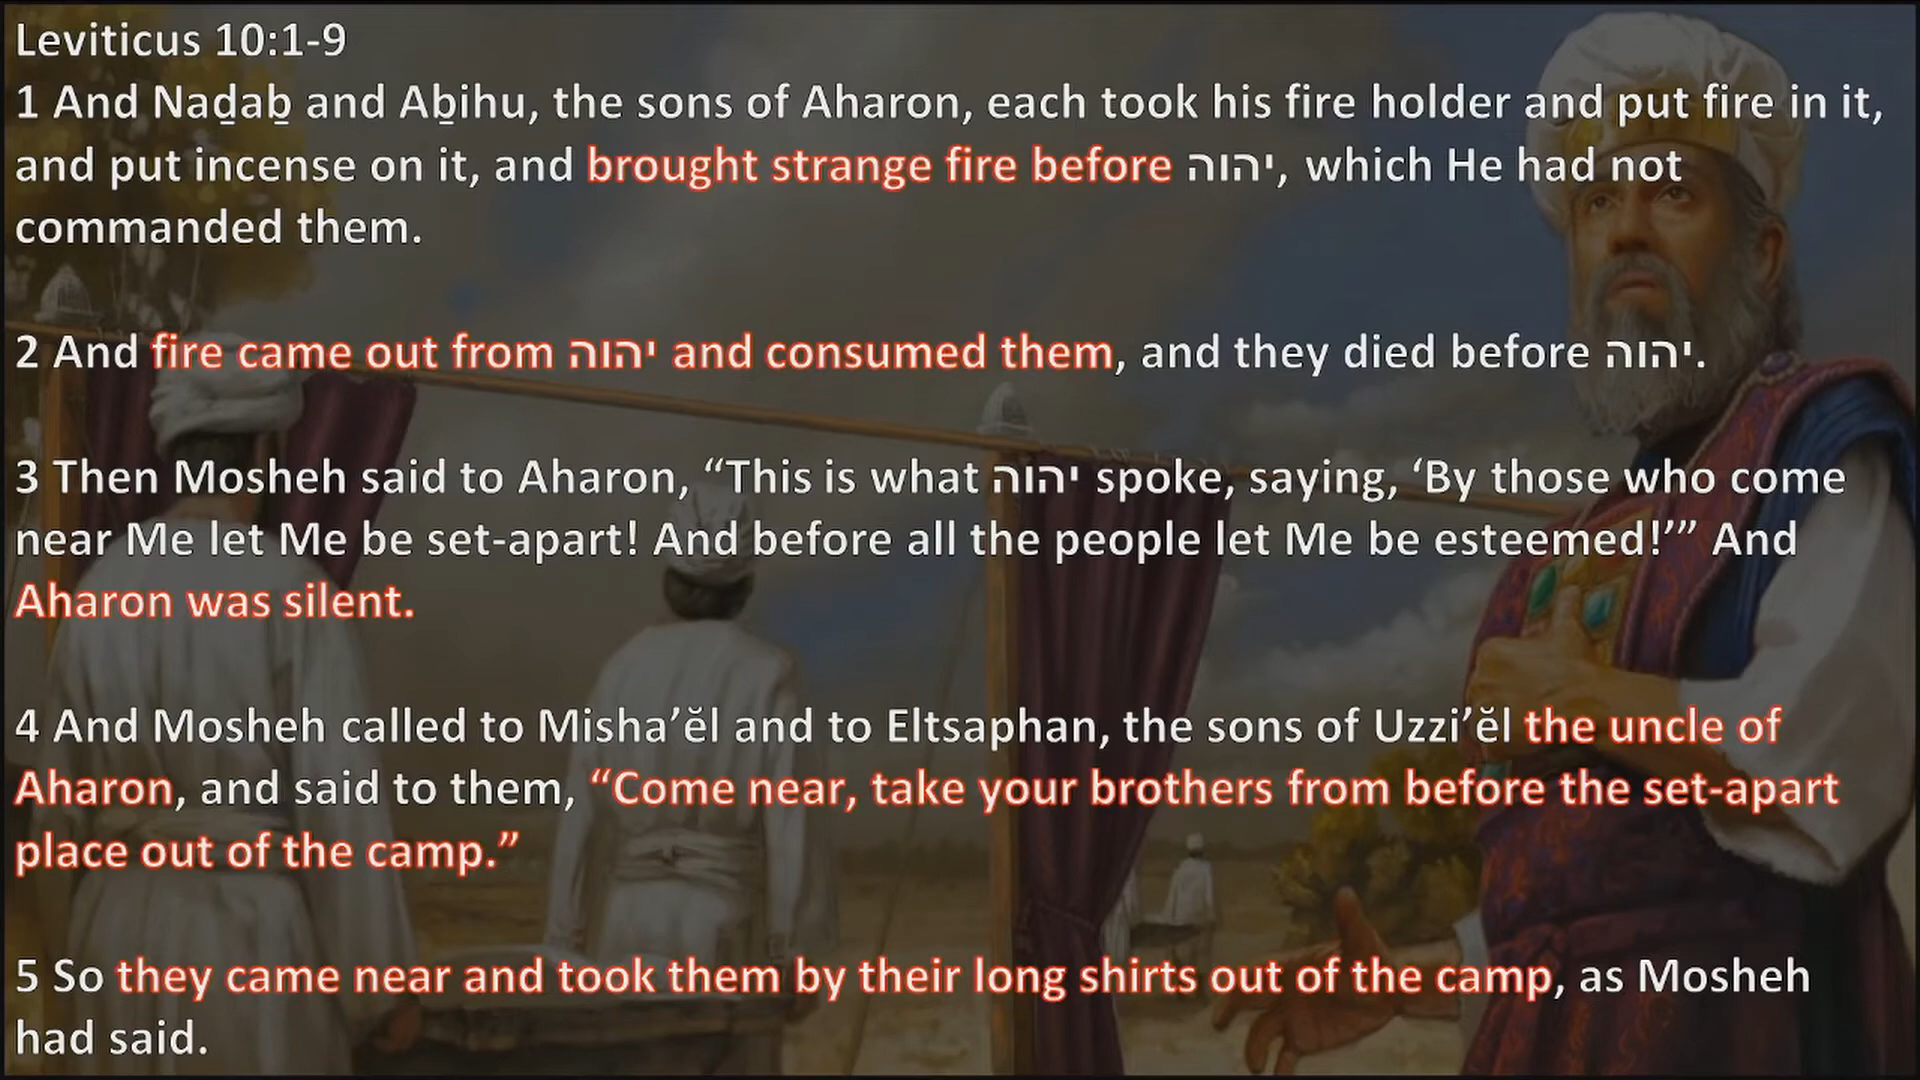 Leviticus 10:1-9
1 And Naḏaḇ and Aḇihu, the sons of Aharon, each took his fire holder and put fire in it,
and put incense on it, and brought strange fire before יהוה, which He had not
commanded them.
2 And fire came out from יהוה and consumed them, and they died before יהוה.
3 Then Mosheh said to Aharon, “This is what יהוה spoke, saying, ‘By those who come
near Me let Me be set-apart! And before all the people let Me be esteemed!’” And
Aharon was silent.
4 And Mosheh called to Misha’ĕl and to Eltsaphan, the sons of Uzzi’ĕl the uncle of
Aharon, and said to them, “Come near, take your brothers from before the set-apart
place out of the camp.”
5 So they came near and took them by their long shirts out of the camp, as Mosheh
had said.